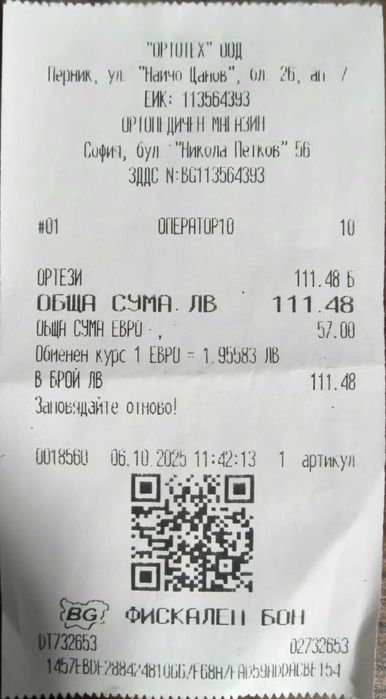 "ОРТОТЕХ" ООД
Перник, ул. "Найчо Цанов", бл. 26, ап 7
ЕИК: 113564393
ОРТОПЕДИЧЕН МАГАЗИН
София, бул. "Никола Петков" 56
ЗДДС N:BG113564393
#01 ОПЕРАТОР10 10
ОРТЕЗИ 111.48 Б
ОБЩА СУМА ЛВ 111.48
ОБЩА СУМА ЕВРО 57.00
Обменен курс 1 ЕВРО = 1.95583 ЛВ
В БРОЙ ЛВ 111.48
Заповядайте отново!
0018560 06.10.2025 11:42:13 1 артикул
BG ФИСКАЛЕН БОН
DT732653 02732653